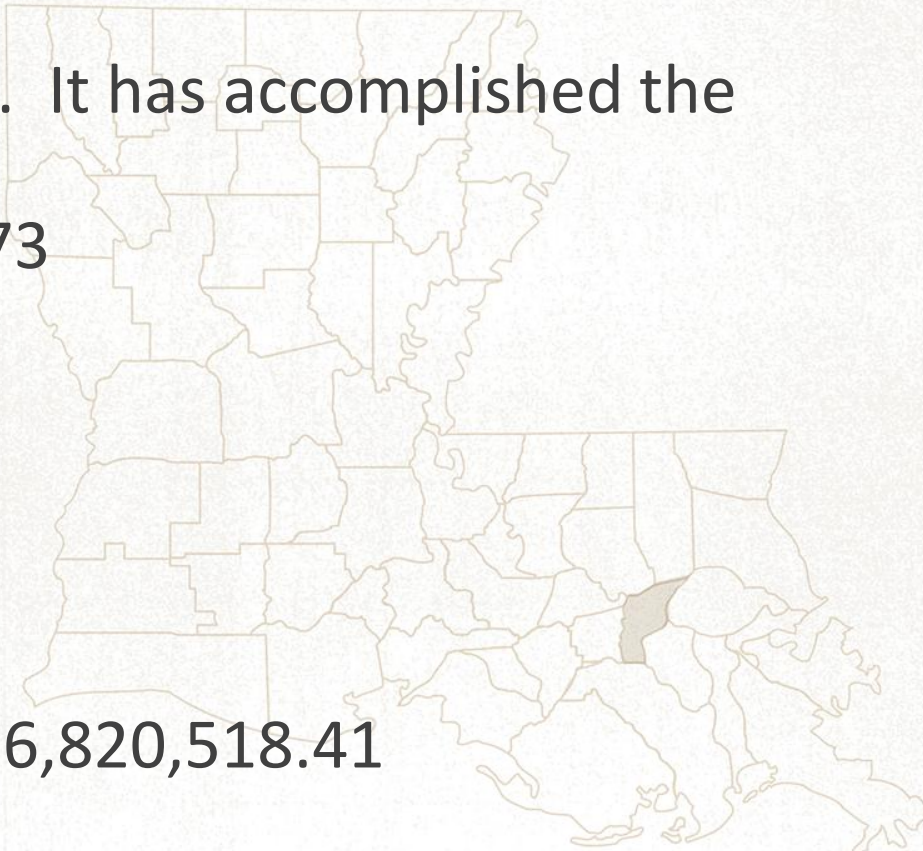 . It has accomplished the
73
6,820,518.41